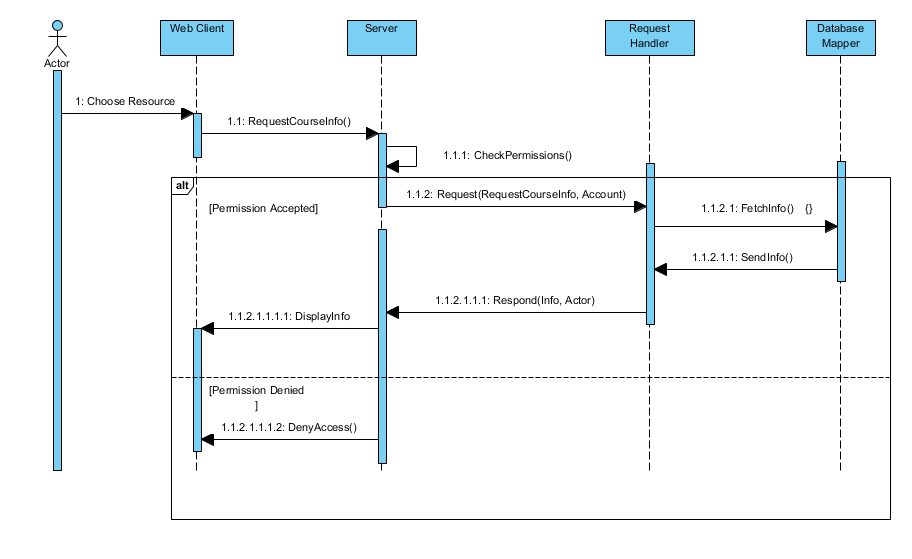 Web Client
Server
Request
Handler
Database
Mapper
Actor
1: Choose Resource
1.1: RequestCourseInfo()
1.1.1: CheckPermissions()
alt
1.1.2: Request(RequestCourseInfo, Account)
[Permission Accepted]
1.1.2.1: FetchInfo() {}
1.1.2.1.1: SendInfo()
1.1.2.1.1.1: Respond(Info, Actor)
1.1.2.1.1.1.1: DisplayInfo
[Permission Denied
]
1.1.2.1.1.1.2: DenyAccess()